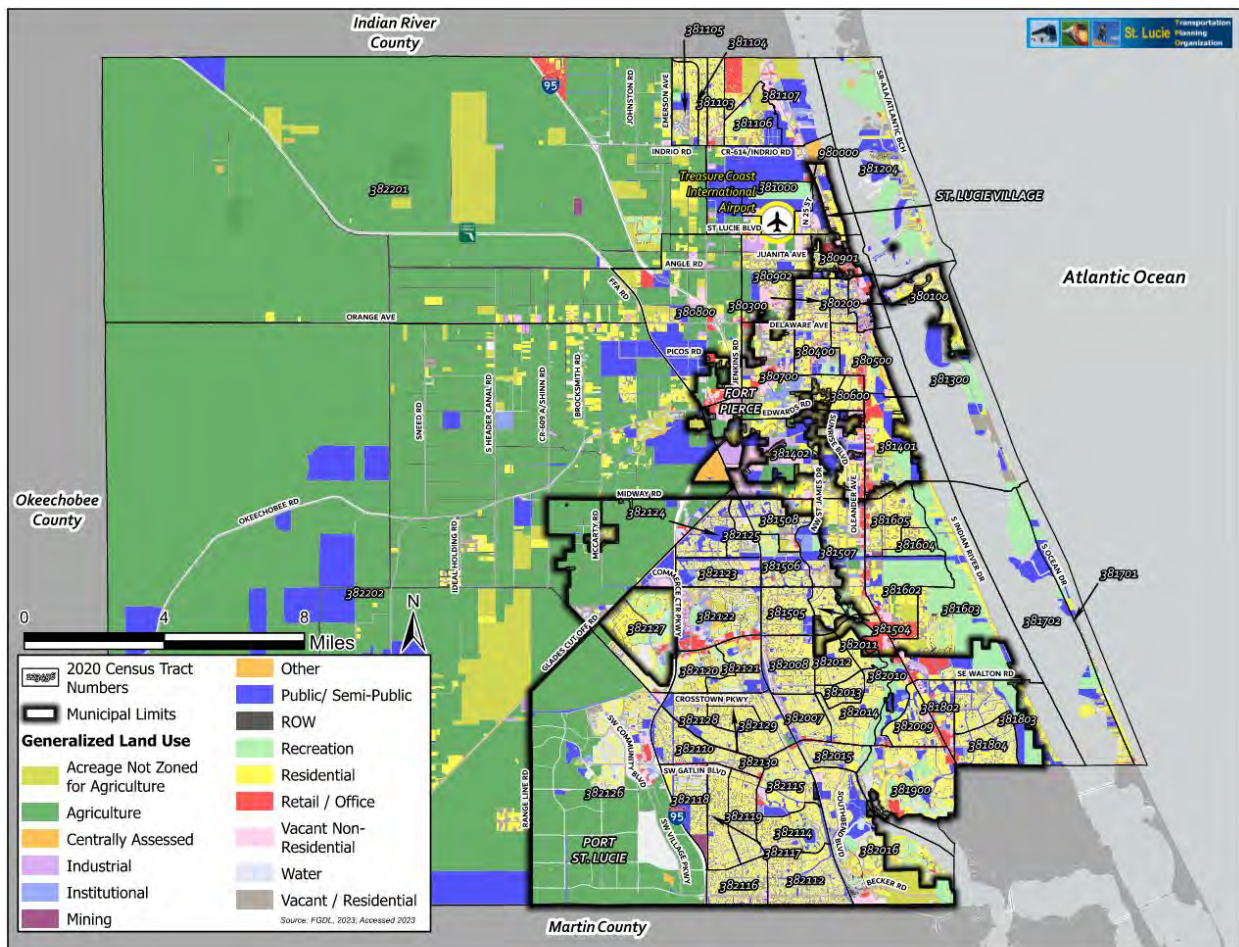 Indian River
County
St. Lucie
Transportation
Planning
Organization
381105
381104
95
JOHNSTON RD
EMERSON AVE
381103
381107
381106
SR-A1A/ATLANTIC BCH
INDRIO RD
CR-614/INDRIO RD
980000
381204
382201
Treasure Coast
International
Airport
381000
N 25 ST
ST. LUCIE VILLAGE
ST LUCIE BLVD
JUANITA AVE
380901
ANGLE RD
380902
Atlantic Ocean
FFA RD
380800
380300
380200
380100
ORANGE AVE
DELAWARE AVE
PICOS RD
JENKINS RD
380400
380500
381300
380700
FORT
PIERCE
EDWARDS RD
380600
SNEED RD
S HEADER CANAL RD
CR-609 A/SHINN RD
BROCKSMITH RD
SUNRISE BLVD
381401
381402
Okeechobee
County
OKEECHOBEE RD
MIDWAY RD
NW ST JAMES DR
OLEANDER AVE
S INDIAN RIVER DR
S OCEAN DR
382124
MCCARTY RD
381508
382125
381605
381604
381507
IDEAL HOLDING RD
381506
382123
COMMERCE CTR PKWY
381701
382202
381602
381603
381702
0 4 8
Miles
N
382122
381505
382127
GLADES CUT-OFF RD
381504
382011
382120
382121
382008
382012
382010
SE WALTON RD
CROSSTOWN PKWY
382013
381802
381803
382128
382129
382007
382014
382009
381804
SW COMMUNITY BLVD
382110
382130
382015
SW GATLIN BLVD
RANGE LINE RD
382126
382118
382115
381900
95
382119
SOUTHBEND BLVD
PORT
ST. LUCIE
SW VILLAGE PKWY
382114
382117
382016
382116
382112
BECKER RD
Martin County
2020 Census Tract
Numbers
Municipal Limits
Generalized Land Use
Acreage Not Zoned
for Agriculture
Agriculture
Centrally Assessed
Industrial
Institutional
Mining
Other
Public/ Semi-Public
ROW
Recreation
Residential
Retail / Office
Vacant Non-
Residential
Water
Vacant / Residential
Source: FGDL, 2023; Accessed 2023